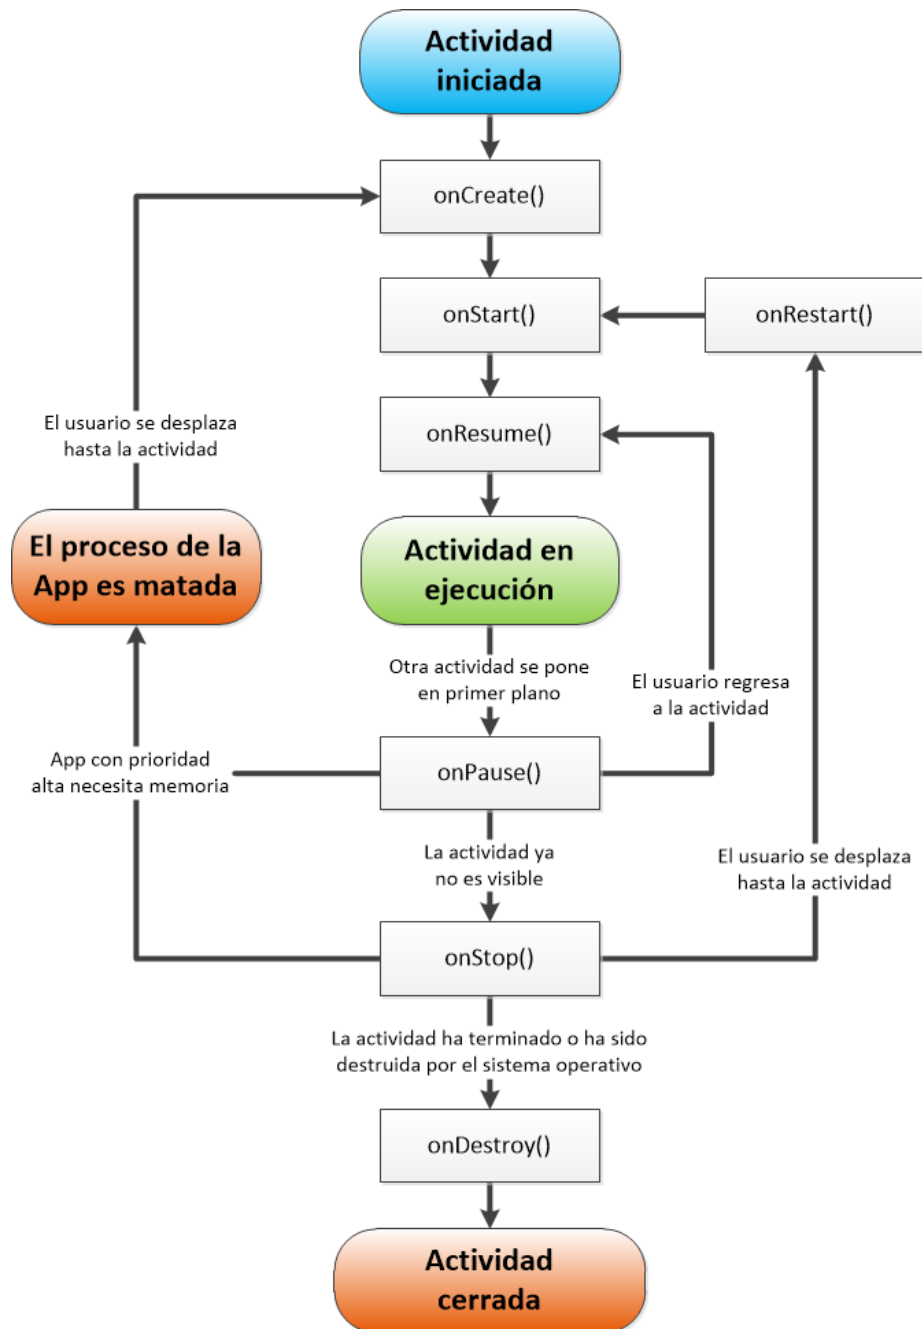 Actividad
iniciada
onCreate()
onStart()
onRestart()
onResume()
El usuario se desplaza
hasta la actividad
El proceso de la
App es matada
Actividad en
ejecución
Otra actividad se pone
en primer plano
El usuario regresa
a la actividad
App con prioridad
alta necesita memoria
onPause()
La actividad ya
no es visible
El usuario se desplaza
hasta la actividad
onStop()
La actividad ha terminado o ha sido
destruida por el sistema operativo
onDestroy()
Actividad
cerrada